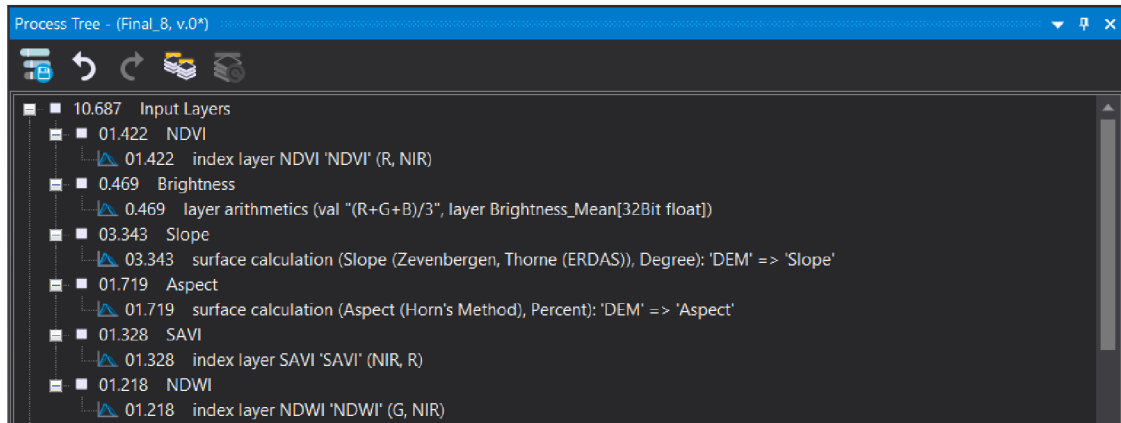 Process Tree - (Final_8, v.0*)
10.687 Input Layers
01.422 NDVI
01.422 index layer NDVI 'NDVI' (R, NIR)
0.469 Brightness
0.469 layer arithmetics (val "(R+G+B)/3", layer Brightness_Mean[32Bit float])
03.343 Slope
03.343 surface calculation (Slope (Zevenbergen, Thorne (ERDAS)), Degree): 'DEM' => 'Slope'
01.719 Aspect
01.719 surface calculation (Aspect (Horn's Method), Percent): 'DEM' => 'Aspect'
01.328 SAVI
01.328 index layer SAVI 'SAVI' (NIR, R)
01.218 NDWI
01.218 index layer NDWI 'NDWI' (G, NIR)